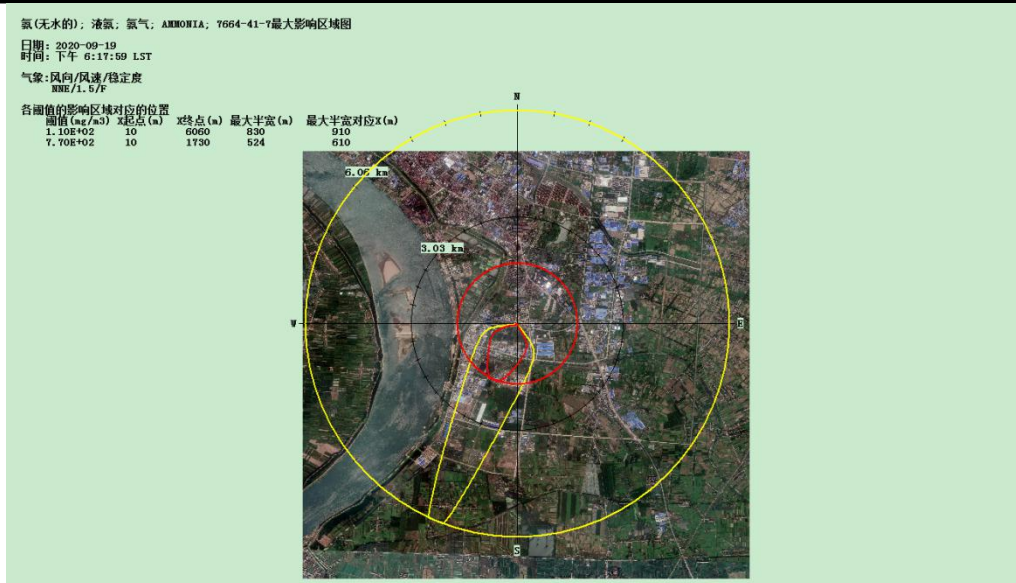 氨(无水的); 液氨; 氨气; AMMONIA; 7664-41-7最大影响区域图
日期: 2020-09-19
时间: 下午 6:17:59 LST
气象:风向/风速/稳定度
NNE/1.5/F
各阈值的影响区域对应的位置
阈值(mg/m3) X起点(m) X终点(m) 最大半宽(m) 最大半宽对应X(m)
1.10E+02 10 6060 830 910
7.70E+02 10 1730 524 610
N
6.06 km
3.03 km
W
E
S